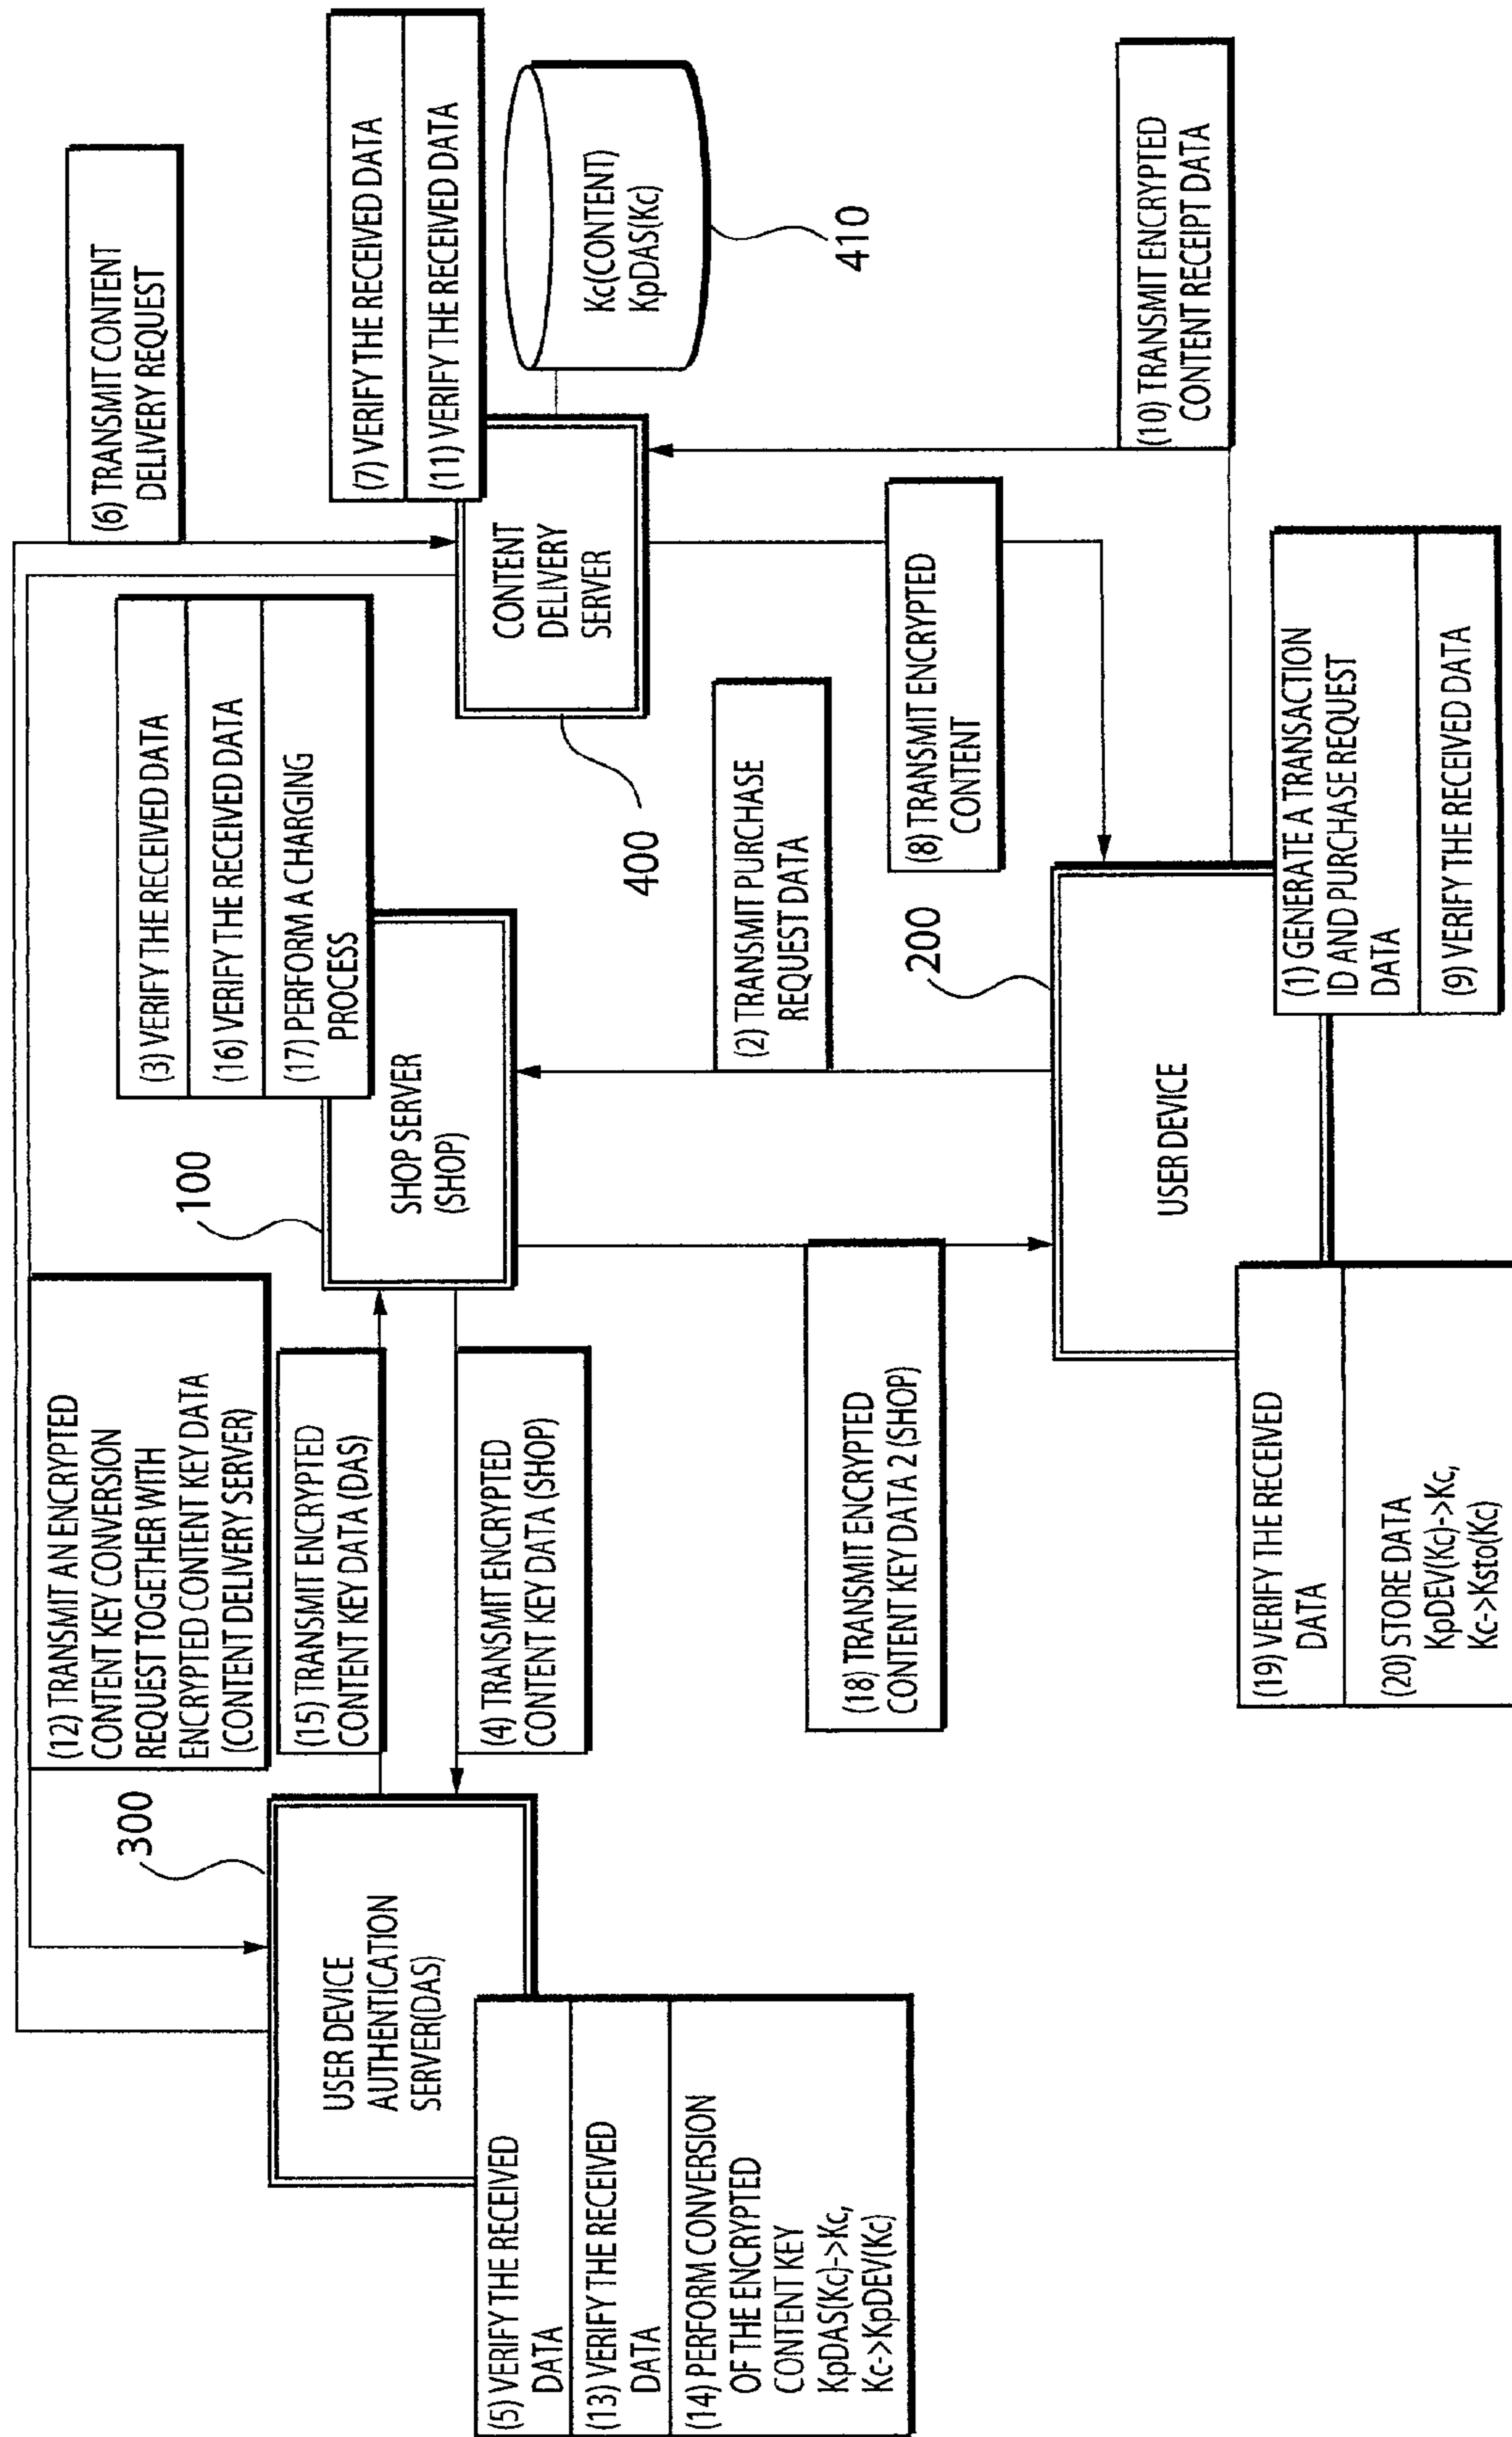 (12) TRANSMIT AN ENCRYPTED
CONTENT KEY CONVERSION
REQUEST TOGETHER WITH
ENCRYPTED CONTENT KEY DATA
(CONTENT DELIVERY SERVER)
(6) TRANSMIT CONTENT
DELIVERY REQUEST
300
100
(3) VERIFY THE RECEIVED DATA
(16) VERIFY THE RECEIVED DATA
(17) PERFORM A CHARGING
PROCESS
(15) TRANSMIT ENCRYPTED
CONTENT KEY DATA (DAS)
(4) TRANSMIT ENCRYPTED
CONTENT KEY DATA (SHOP)
USER DEVICE
AUTHENTICATION
SERVER(DAS)
SHOP SERVER
(SHOP)
(7) VERIFY THE RECEIVED DATA
(11) VERIFY THE RECEIVED DATA
CONTENT
DELIVERY
SERVER
Kc(CONTENT)
KpDAS(Kc)
400
410
(5) VERIFY THE RECEIVED
DATA
(13) VERIFY THE RECEIVED
DATA
(14) PERFORM CONVERSION
OF THE ENCRYPTED
CONTENT KEY
KpDAS(Kc)->Kc,
Kc->KpDEV(Kc)
(2) TRANSMIT PURCHASE
REQUEST DATA
(18) TRANSMIT ENCRYPTED
CONTENT KEY DATA 2 (SHOP)
(8) TRANSMIT ENCRYPTED
CONTENT
200
USER DEVICE
(10) TRANSMIT ENCRYPTED
CONTENT RECEIPT DATA
(19) VERIFY THE RECEIVED
DATA
(20) STORE DATA
KpDEV(Kc)->Kc,
Kc->Ksto(Kc)
(1) GENERATE A TRANSACTION
ID AND PURCHASE REQUEST
DATA
(9) VERIFY THE RECEIVED DATA